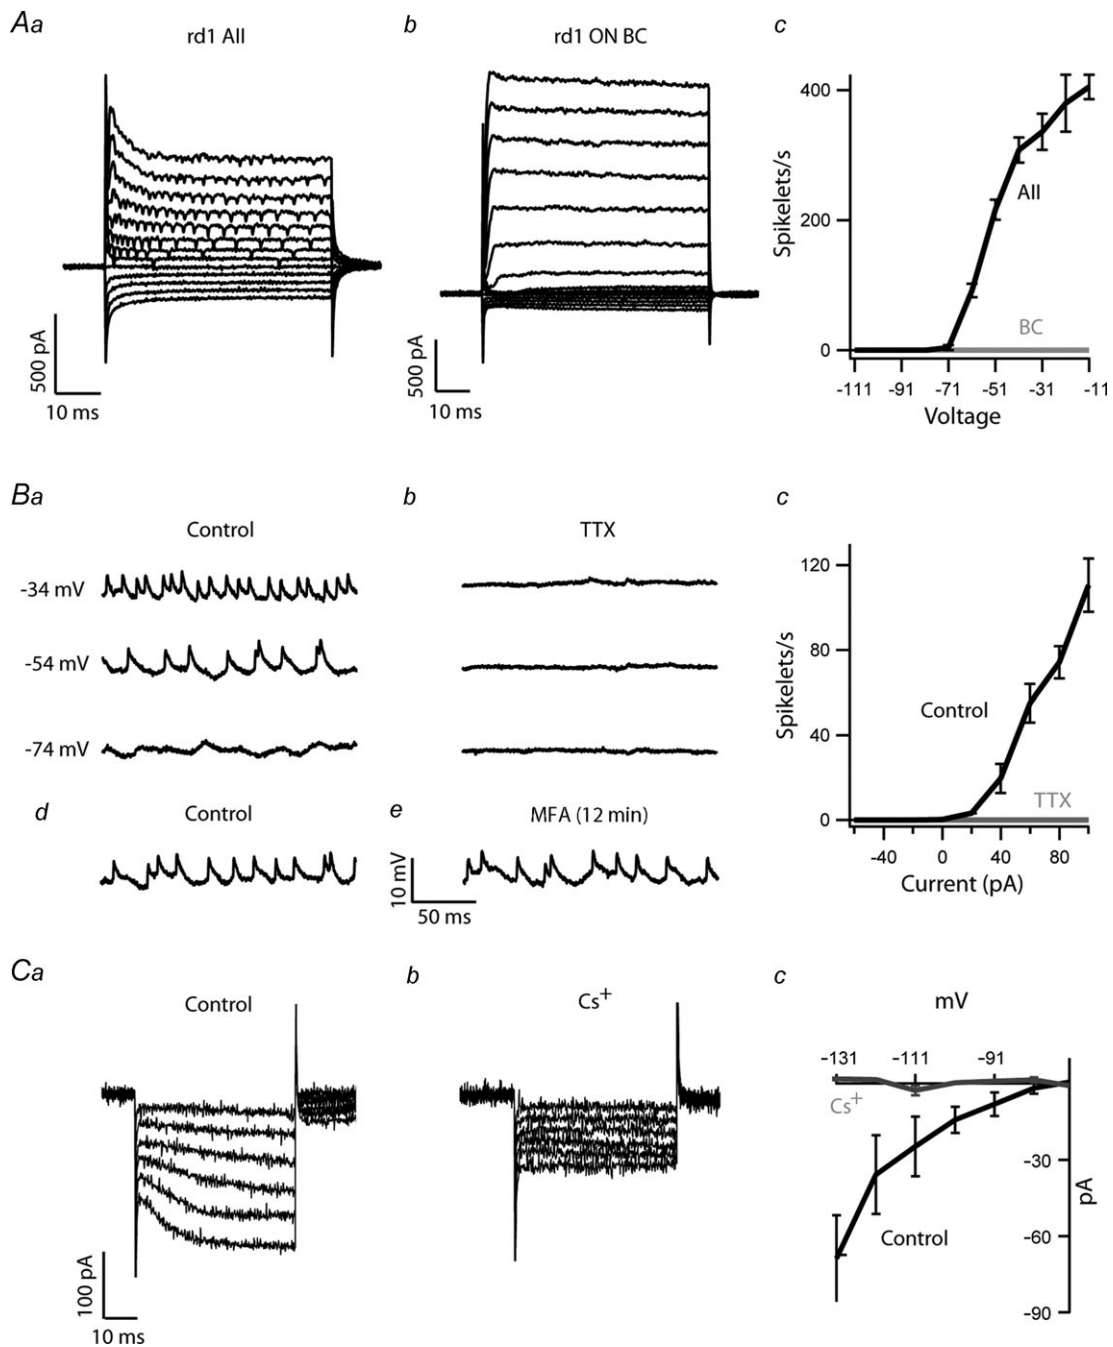 Aa
rd1 AII
b
rd1 ON BC
c
400
200
0
Spikelets/s
AII
BC
-111 -91 -71 -51 -31 -11
Voltage
500 pA
10 ms
500 pA
10 ms
Ba
Control
b
TTX
c
-34 mV
-54 mV
-74 mV
120
80
40
0
Spikelets/s
Control
TTX
-40 0 40 80
Current (pA)
d
Control
e
MFA (12 min)
10 mV
50 ms
Ca
Control
b
Cs+
c
mV
-131 -111 -91
Cs+
-30
-60
-90
pA
Control
100 pA
10 ms